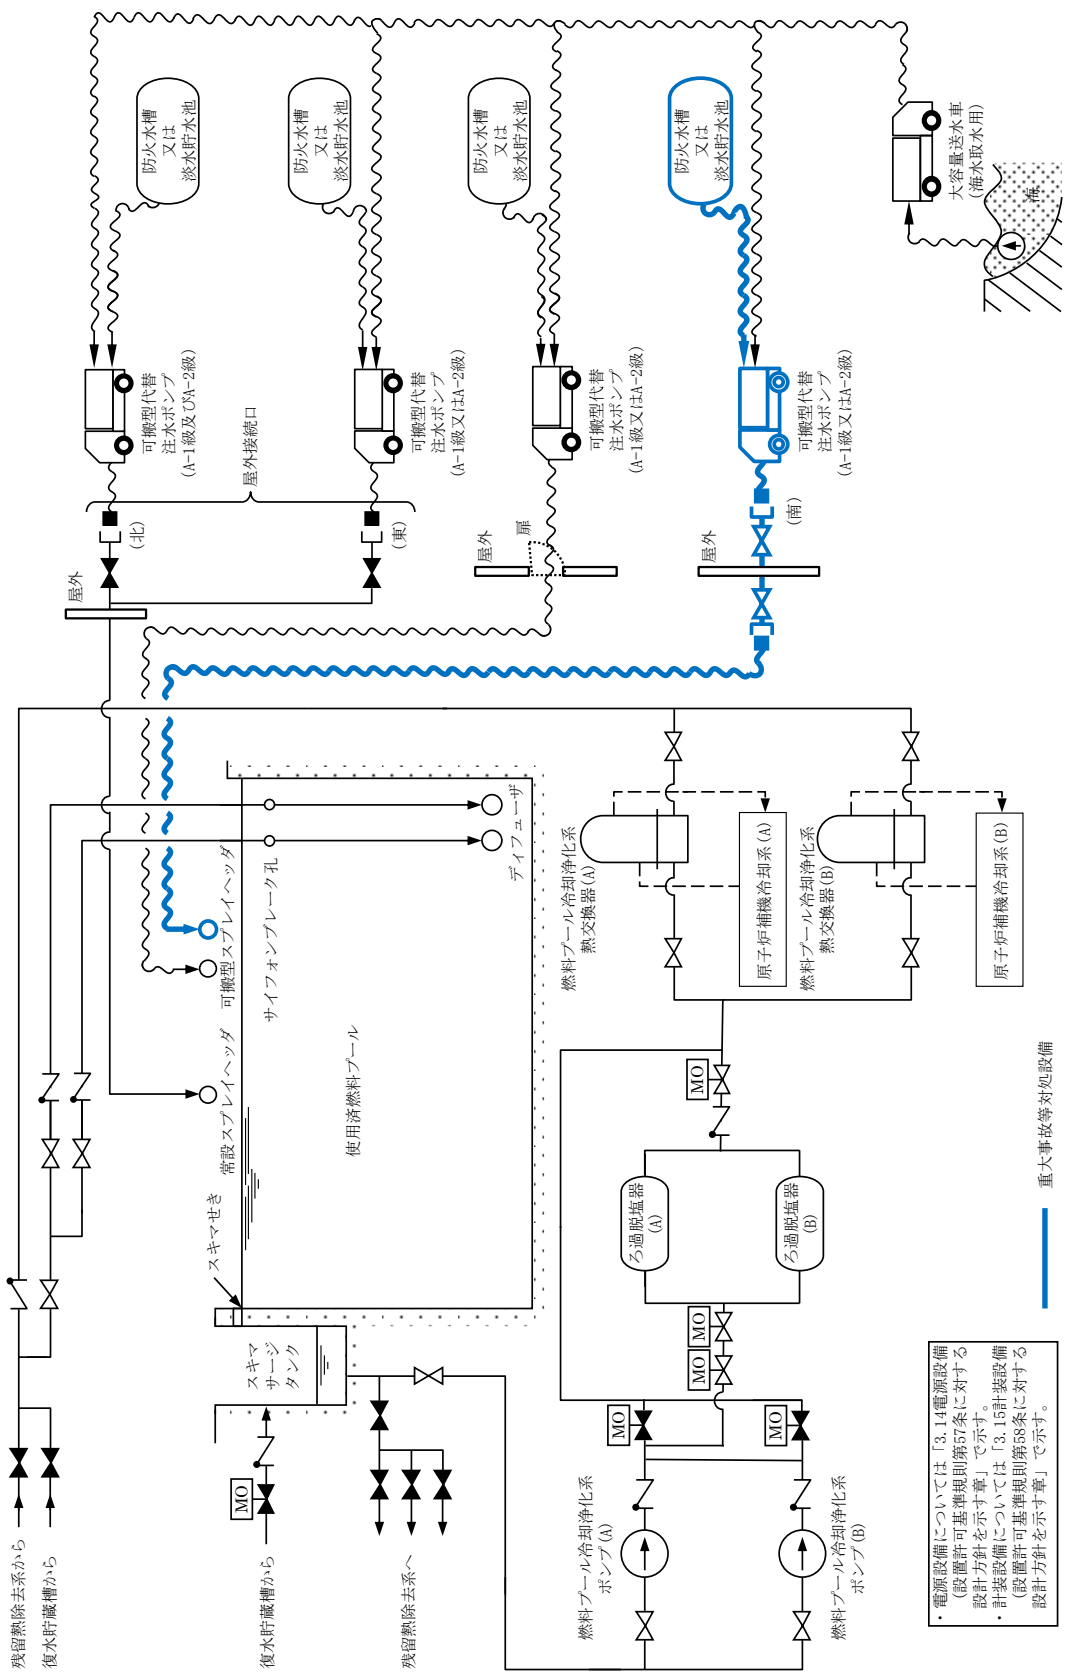 残留熱除去系から
復水貯蔵槽から
復水貯蔵槽から
残留熱除去系へ
MO
スキマ
サージ
タンク
スキマせき
常設スプレイヘッダ
可搬型スプレイヘッダ
サイフォンブレーク孔
使用済燃料プール
ディフューザ
屋外
(北)
(東)
屋外接続口
可搬型代替
注水ポンプ
(A-1級及びA-2級)
防火水槽
又は
淡水貯水池
可搬型代替
注水ポンプ
(A-1級又はA-2級)
防火水槽
又は
淡水貯水池
屋外
扉
可搬型代替
注水ポンプ
(A-1級又はA-2級)
防火水槽
又は
淡水貯水池
屋外
(南)
可搬型代替
注水ポンプ
(A-1級又はA-2級)
防火水槽
又は
淡水貯水池
大容量送水車
(海水取水用)
海
燃料プール冷却浄化系
ポンプ(A)
燃料プール冷却浄化系
ポンプ(B)
MO
MO
MO
MO
MO
ろ過脱塩器
(A)
ろ過脱塩器
(B)
燃料プール冷却浄化系
熱交換器(A)
原子炉補機冷却系(A)
燃料プール冷却浄化系
熱交換器(B)
原子炉補機冷却系(B)
重大事故等対処設備
・電源設備については「3.14電源設備
(設置許可基準規則第57条に対する
設計方針を示す章」で示す。
・計装設備については「3.15計装設備
(設置許可基準規則第58条に対する
設計方針を示す章」で示す。